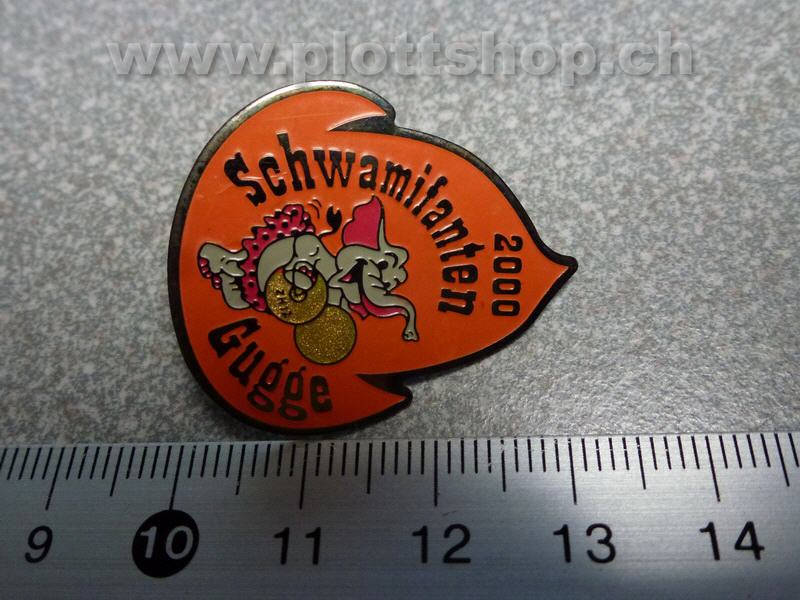 www.plottshop.ch
Schwamifanten
2000
Gugge
9 10 11 12 13 14